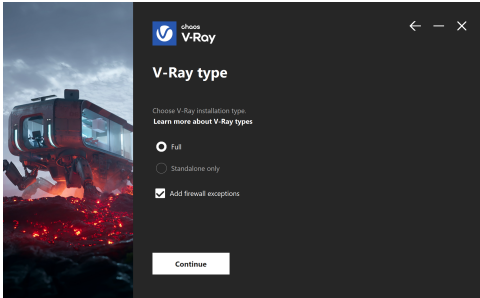 chaos
V-Ray
V-Ray type
Choose V-Ray installation type.
Learn more about V-Ray types
Full
Standalone only
Add firewall exceptions
Continue